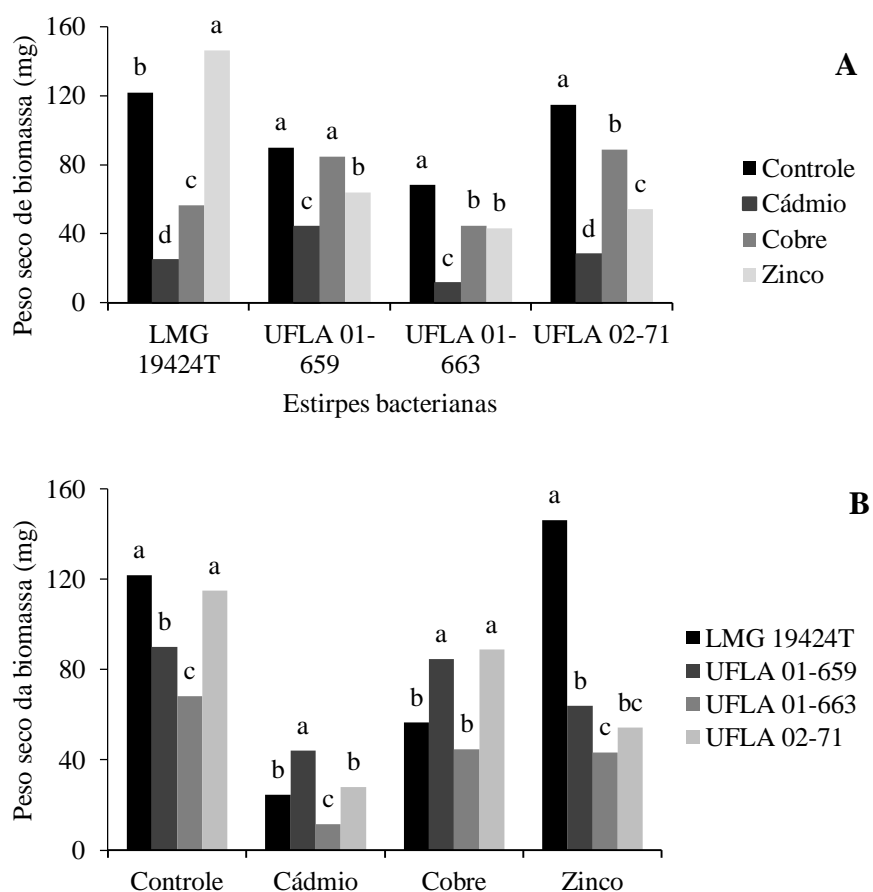 A
Peso seco de biomassa (mg)
160
120
80
40
0
b
d
c
a
a
c
a
b
a
c
b
b
a
d
b
c
LMG
19424T
UFLA 01-
659
UFLA 01-
663
UFLA 02-71
Estirpes bacterianas
Controle
Cádmio
Cobre
Zinco
B
Peso seco da biomassa (mg)
160
120
80
40
0
a
b
c
a
b
a
c
b
b
a
b
a
a
b
c
bc
Controle
Cádmio
Cobre
Zinco
LMG 19424T
UFLA 01-659
UFLA 01-663
UFLA 02-71